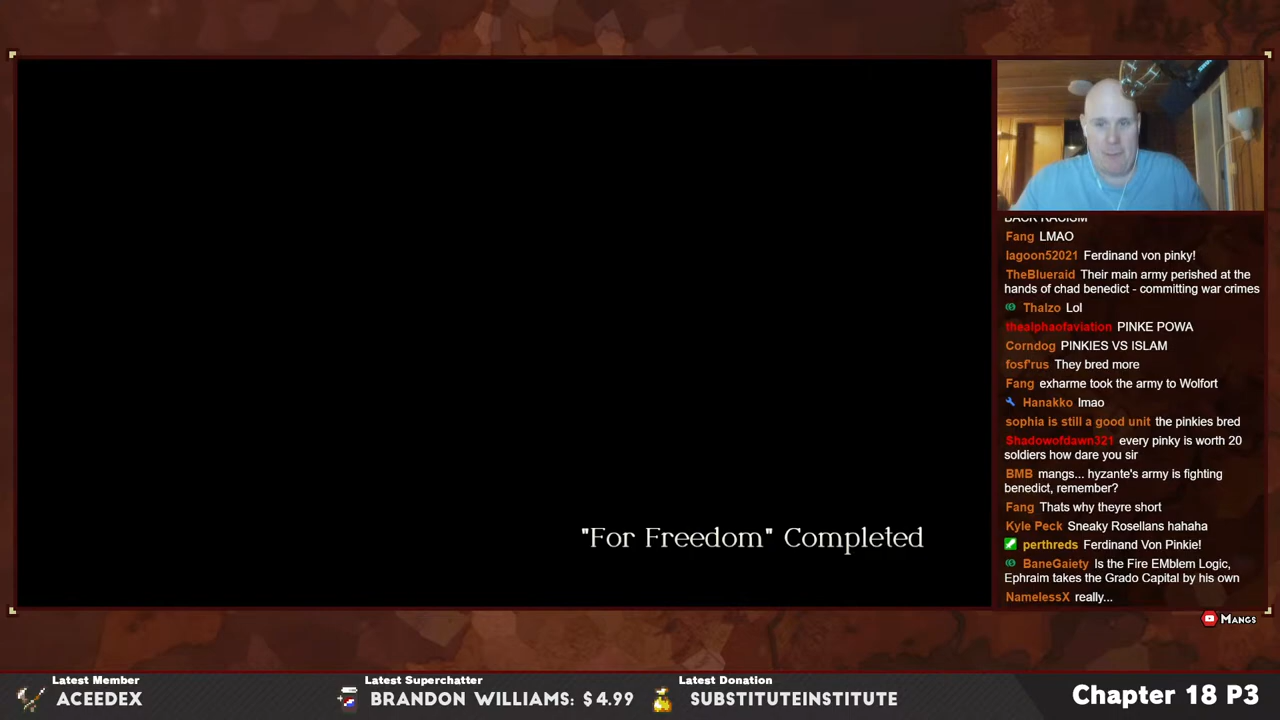 BACK RACISM
Fang LMAO
lagoon52021 Ferdinand von pinky!
TheBlueraid Their main army perished at the
hands of chad benedict - committing war crimes
Thalzo Lol
thealphaofaviation PINKE POWA
Corndog PINKIES VS ISLAM
fosf'rus They bred more
Fang exharme took the army to Wolfort
Hanakko lmao
sophia is still a good unit the pinkies bred
Shadowofdawn321 every pinky is worth 20
soldiers how dare you sir
BMB mangs... hyzante's army is fighting
benedict, remember?
Fang Thats why theyre short
Kyle Peck Sneaky Rosellans hahaha
perthreds Ferdinand Von Pinkie!
BaneGaiety Is the Fire EMblem Logic,
Ephraim takes the Grado Capital by his own
NamelessX really...
"For Freedom" Completed
MANGS
Latest Member
ACEEDEX
Latest Superchatter
BRANDON WILLIAMS: $4.99
Latest Donation
SUBSTITUTEINSTITUTE
Chapter 18 P3